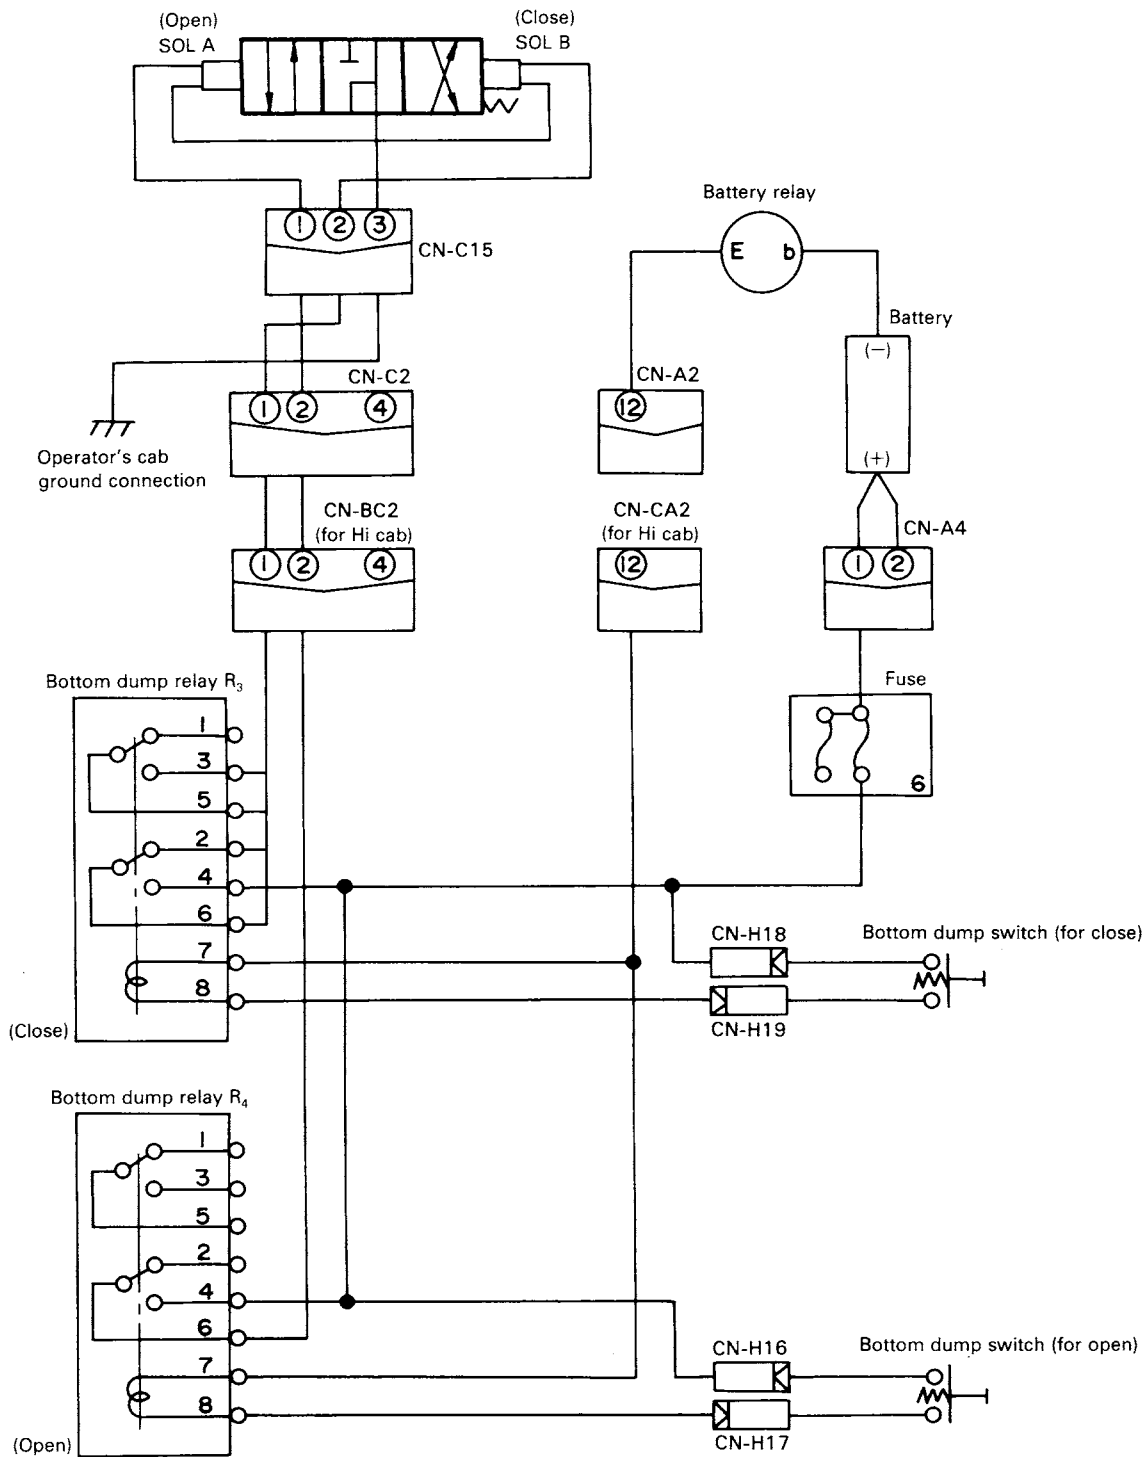 (Open)
SOL A
(Close)
SOL B
1 2 3
CN-C15
Battery relay
E b
Battery
(−)
(+)
CN-C2
1 2 4
CN-A2
12
Operator's cab
ground connection
CN-BC2
(for Hi cab)
1 2 4
CN-CA2
(for Hi cab)
12
CN-A4
1 2
Bottom dump relay R3
1
3
5
2
4
6
7
8
(Close)
Fuse
6
CN-H18
CN-H19
Bottom dump switch (for close)
Bottom dump relay R4
1
3
5
2
4
6
7
8
(Open)
CN-H16
CN-H17
Bottom dump switch (for open)